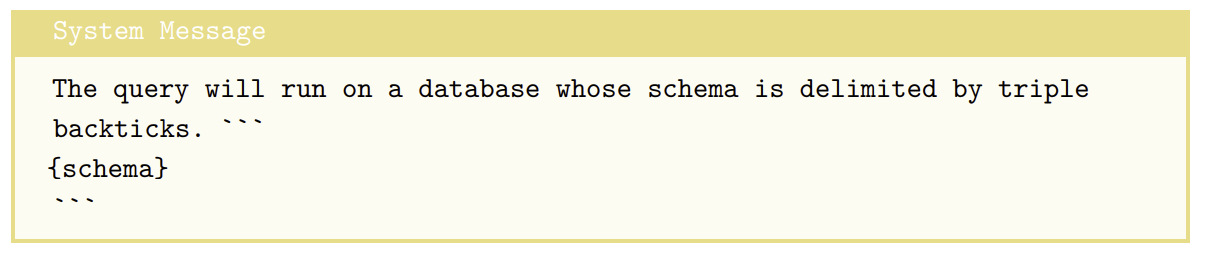 System Message
The query will run on a database whose schema is delimited by triple
backticks. ```
{schema}
```